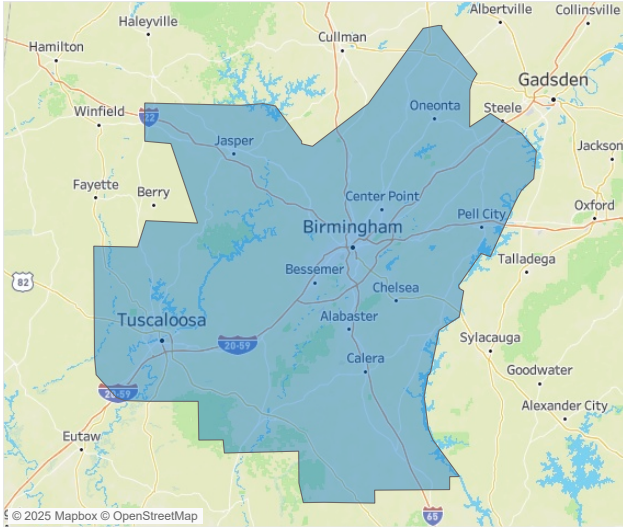 Albertville
Collinsville
Haleyville
Cullman
Hamilton
Gadsden
Oneonta
Steele
Winfield
22
Jasper
Jackson
Fayette
Berry
Center Point
Oxford
Pell City
Birmingham
Talladega
Bessemer
82
Chelsea
Tuscaloosa
Alabaster
20-59
Sylacauga
Calera
Goodwater
20-59
Alexander City
Eutaw
65
© 2025 Mapbox © OpenStreetMap